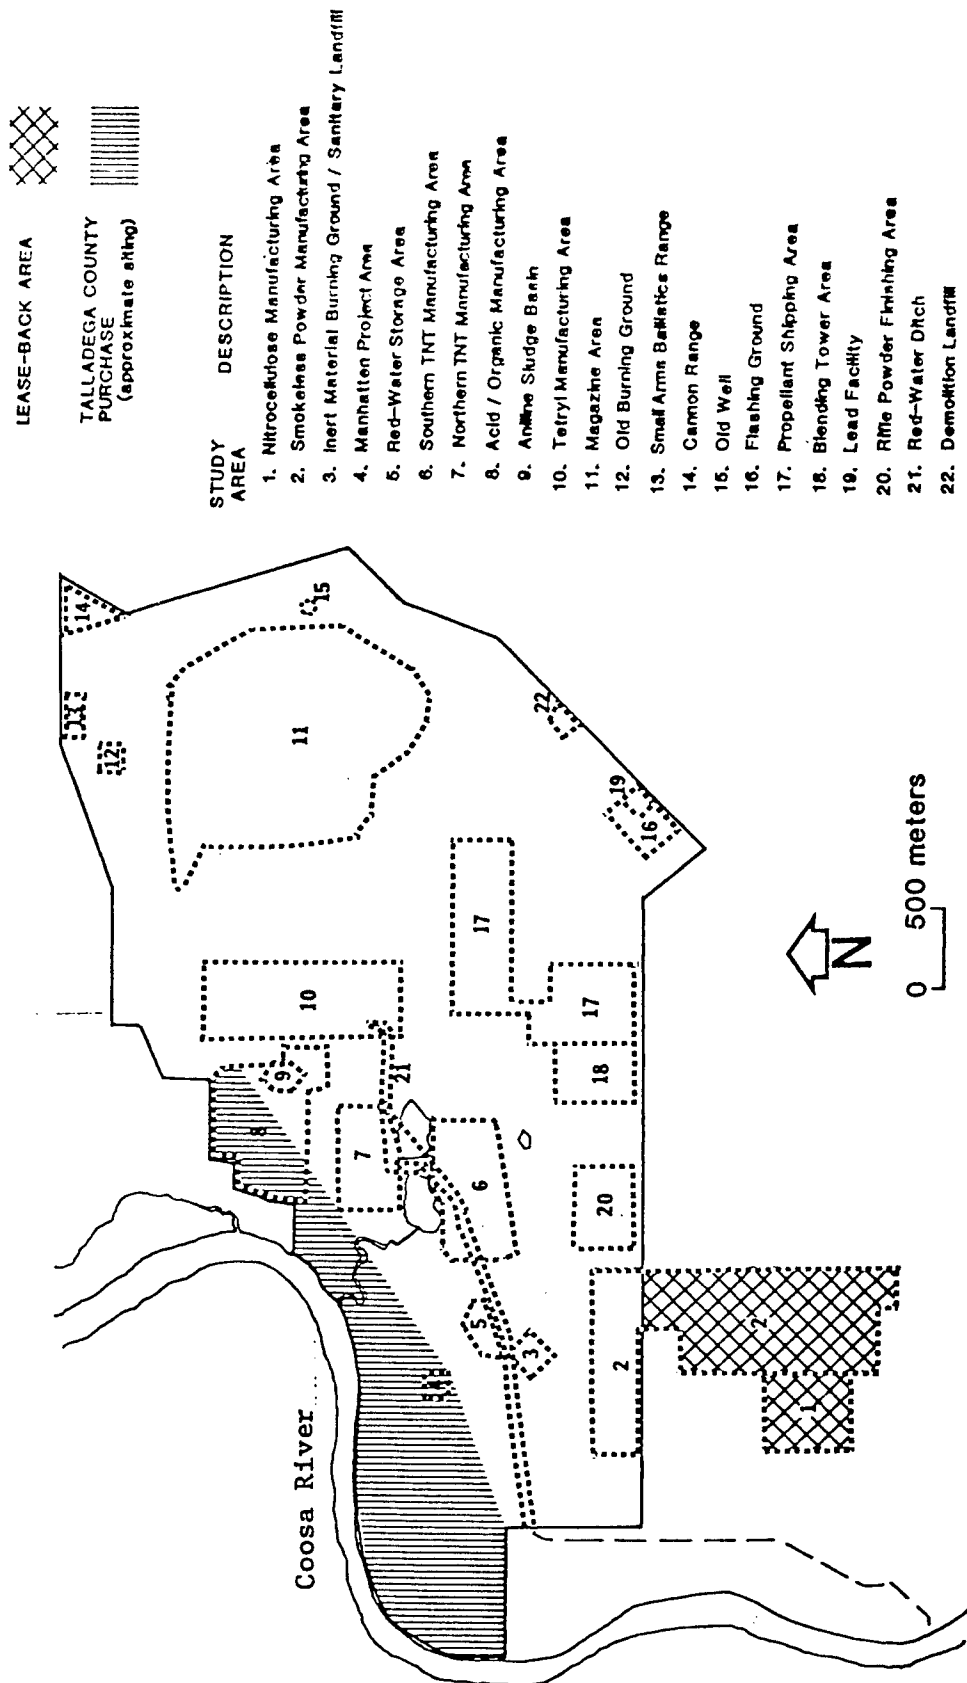 LEASE-BACK AREA
TALLADEGA COUNTY
PURCHASE
(approximate siting)
STUDY
AREA
DESCRIPTION
1. Nitrocellulose Manufacturing Area
2. Smokeless Powder Manufacturing Area
3. Inert Material Burning Ground / Sanitary Landfill
4. Manhatten Project Area
5. Red-Water Storage Area
6. Southern TNT Manufacturing Area
7. Northern TNT Manufacturing Area
8. Acid / Organic Manufacturing Area
9. Aniline Sludge Basin
10. Tetryl Manufacturing Area
11. Magazine Area
12. Old Burning Ground
13. Small Arms Ballistics Range
14. Cannon Range
15. Old Well
16. Flashing Ground
17. Propellant Shipping Area
18. Blending Tower Area
19. Lead Facility
20. Rifle Powder Finishing Area
21. Red-Water Ditch
22. Demolition Landfill
Coosa River
14
13
12
15
11
22
19
16
17
10
17
18
9
8
21
7
6
20
5
3
4
2
2
1
N
0 500 meters